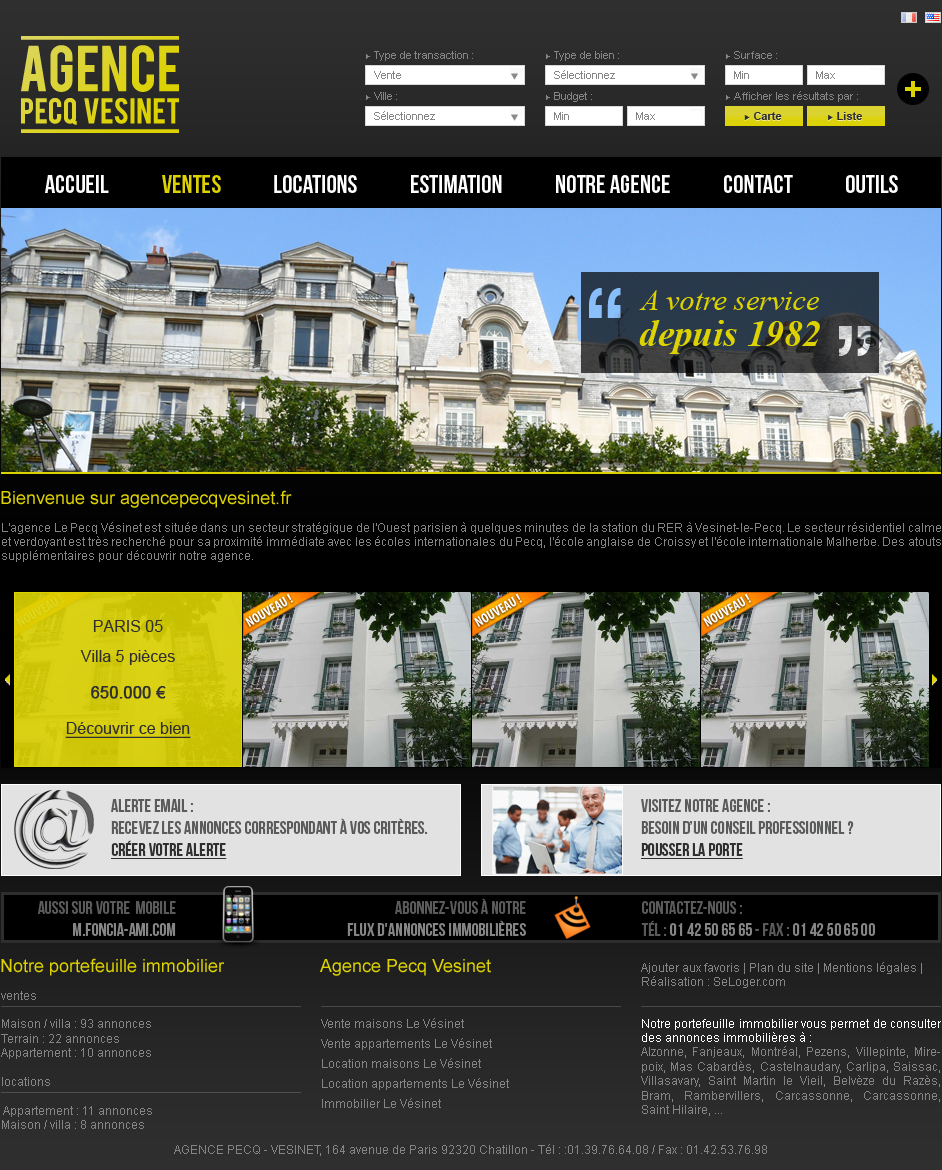 AGENCE
PECQ VESINET
Type de transaction :
Vente
Ville :
Sélectionnez
Type de bien :
Sélectionnez
Budget :
Min Max
Surface :
Min Max
Afficher les résultats par :
Carte Liste
ACCUEIL VENTES LOCATIONS ESTIMATION NOTRE AGENCE CONTACT OUTILS
“ A votre service
depuis 1982 ”
Bienvenue sur agencepecqvesinet.fr
L'agence Le Pecq Vésinet est située dans un secteur stratégique de l'Ouest parisien à quelques minutes de la station du RER à Vesinet-le-Pecq. Le secteur résidentiel calme
et verdoyant est très recherché pour sa proximité immédiate avec les écoles internationales du Pecq, l'école anglaise de Croissy et l'école internationale Malherbe. Des atouts
supplémentaires pour découvrir notre agence.
PARIS 05
Villa 5 pièces
650.000 €
Découvrir ce bien
NOUVEAU !
NOUVEAU !
NOUVEAU !
ALERTE EMAIL :
RECEVEZ LES ANNONCES CORRESPONDANT À VOS CRITÈRES.
CRÉER VOTRE ALERTE
VISITEZ NOTRE AGENCE :
BESOIN D'UN CONSEIL PROFESSIONNEL ?
POUSSER LA PORTE
AUSSI SUR VOTRE MOBILE
M.FONCIA-AMI.COM
ABONNEZ-VOUS À NOTRE
FLUX D'ANNONCES IMMOBILIÈRES
CONTACTEZ-NOUS :
TÉL : 01 42 50 65 65 - FAX : 01 42 50 65 00
Notre portefeuille immobilier
ventes
Maison / villa : 93 annonces
Terrain : 22 annonces
Appartement : 10 annonces
locations
Appartement : 11 annonces
Maison / villa : 8 annonces
Agence Pecq Vesinet
Vente maisons Le Vésinet
Vente appartements Le Vésinet
Location maisons Le Vésinet
Location appartements Le Vésinet
Immobilier Le Vésinet
Ajouter aux favoris | Plan du site | Mentions légales |
Réalisation : SeLoger.com
Notre portefeuille immobilier vous permet de consulter
des annonces immobilières à :
Alzonne, Fanjeaux, Montréal, Pezens, Villepinte, Mire-
poix, Mas Cabardès, Castelnaudary, Carlipa, Saissac,
Villasavary, Saint Martin le Vieil, Belvèze du Razès,
Bram, Rambervillers, Carcassonne, Carcassonne,
Saint Hilaire, ...
AGENCE PECQ - VESINET, 164 avenue de Paris 92320 Chatillon - Tél : :01.39.76.64.08 / Fax : 01.42.53.76.98